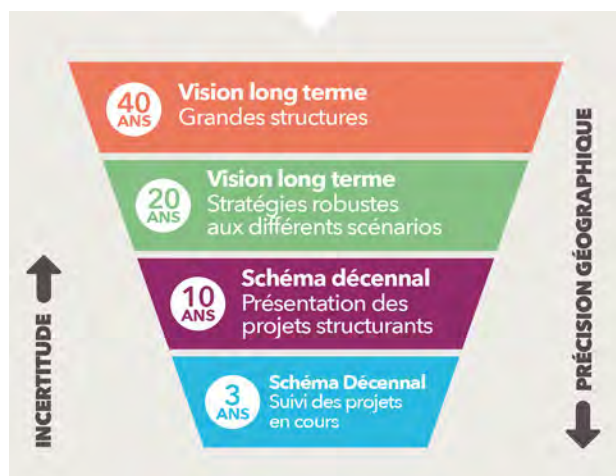 40
ANS
Vision long terme
Grandes structures
20
ANS
Vision long terme
Stratégies robustes
aux différents scénarios
10
ANS
Schéma décennal
Présentation des
projets structurants
3
ANS
Schéma Décennal
Suivi des projets
en cours
INCERTITUDE
PRÉCISION GÉOGRAPHIQUE